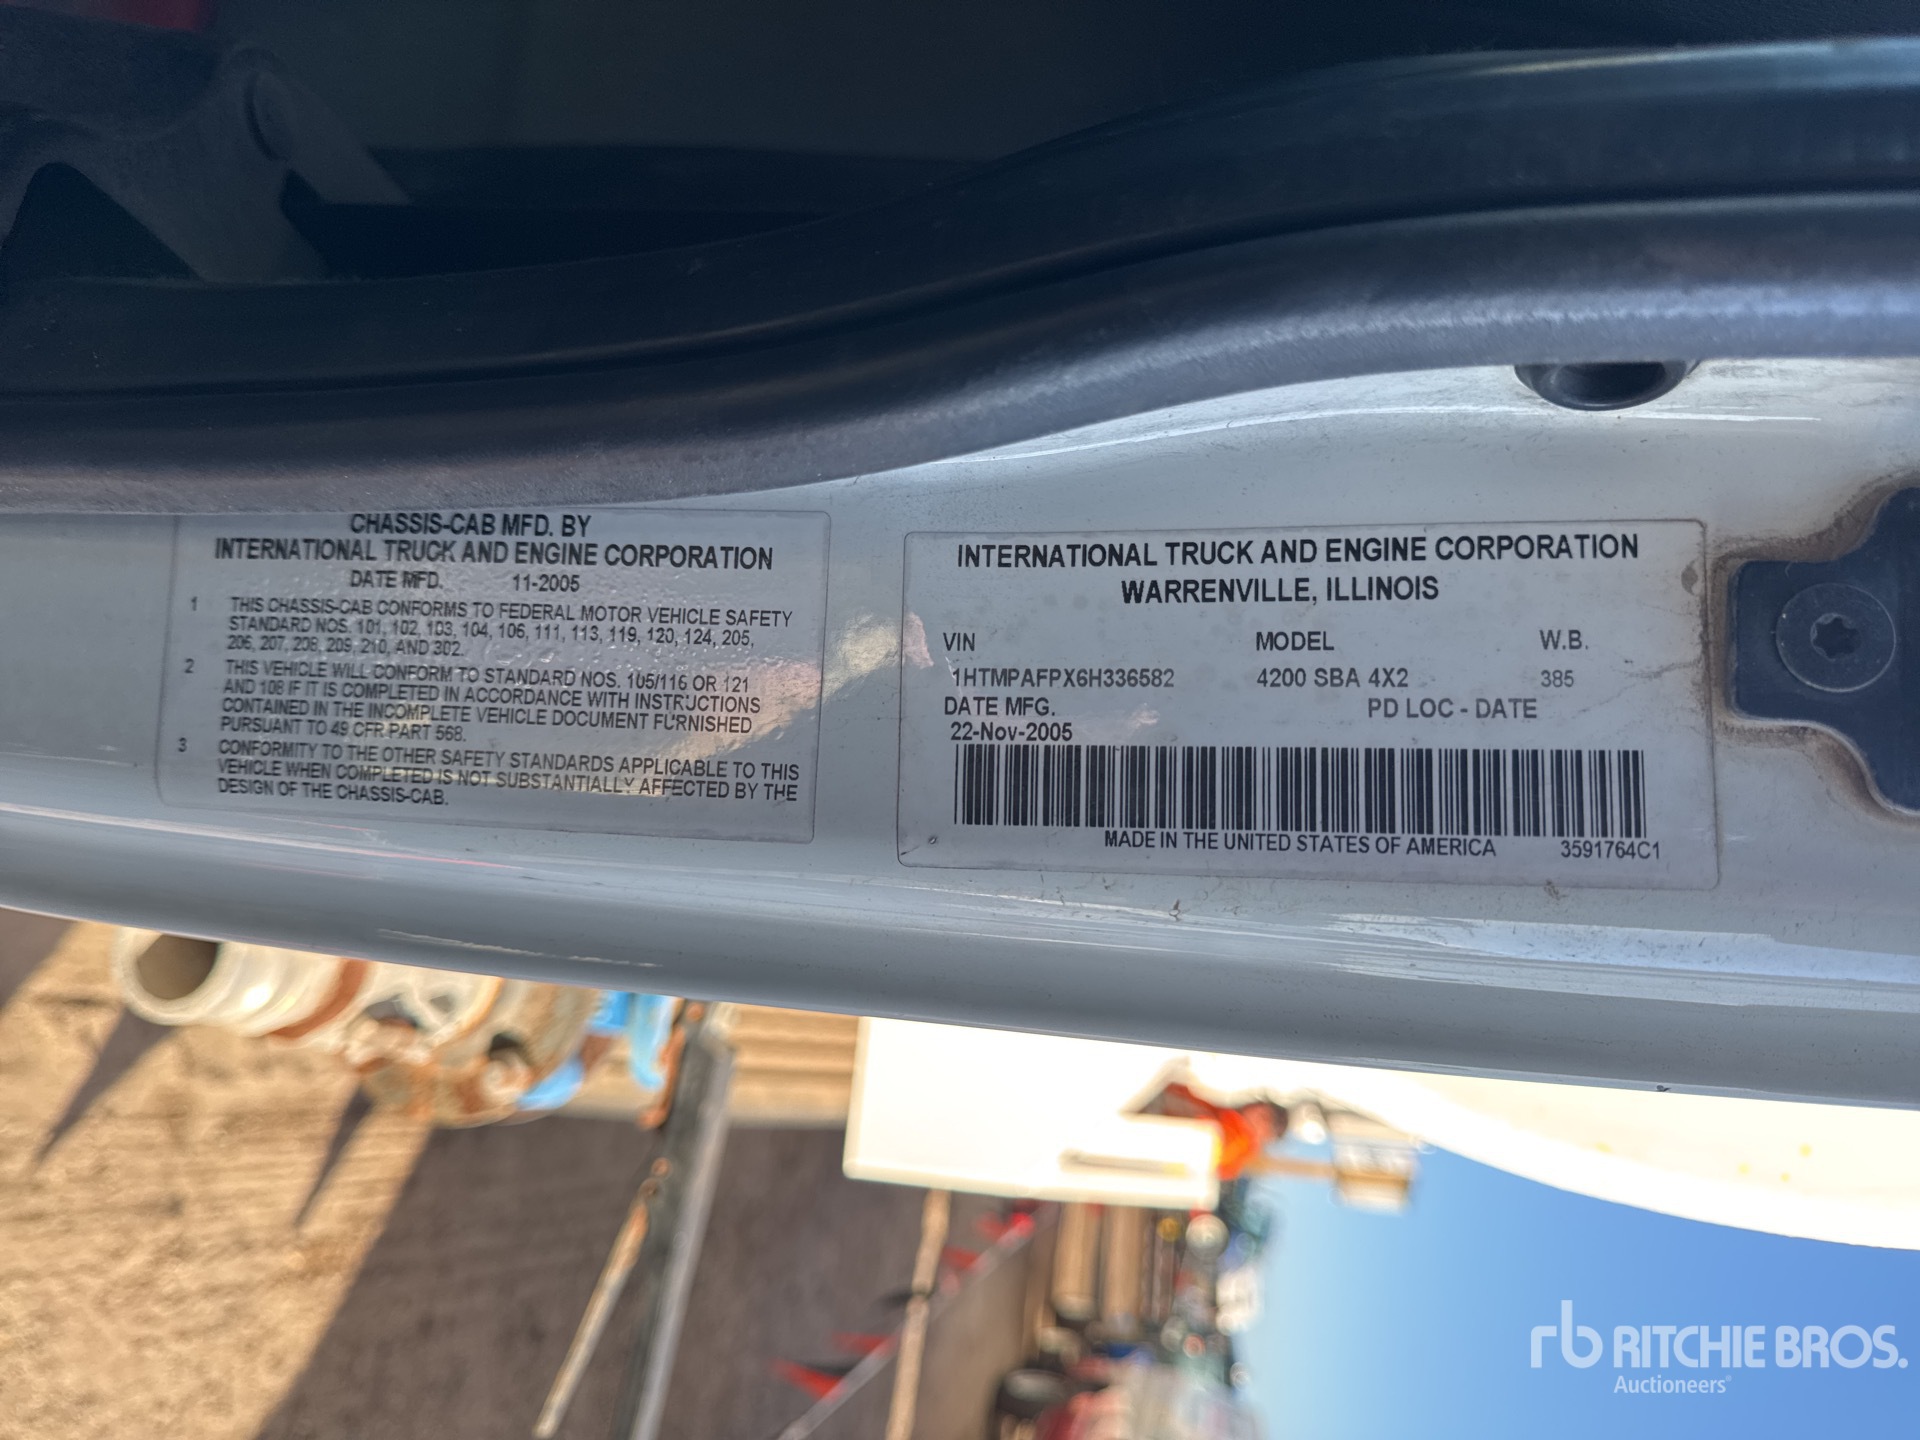 CHASSIS-CAB MFD. BY
INTERNATIONAL TRUCK AND ENGINE CORPORATION
DATE MFD. 11-2005
1 THIS CHASSIS-CAB CONFORMS TO FEDERAL MOTOR VEHICLE SAFETY
STANDARD NOS. 101, 102, 103, 104, 106, 111, 113, 119, 120, 124, 205,
206, 207, 208, 209, 210, AND 302.
2 THIS VEHICLE WILL CONFORM TO STANDARD NOS. 105/116 OR 121
AND 108 IF IT IS COMPLETED IN ACCORDANCE WITH INSTRUCTIONS
CONTAINED IN THE INCOMPLETE VEHICLE DOCUMENT FURNISHED
PURSUANT TO 49 CFR PART 568.
3 CONFORMITY TO THE OTHER SAFETY STANDARDS APPLICABLE TO THIS
VEHICLE WHEN COMPLETED IS NOT SUBSTANTIALLY AFFECTED BY THE
DESIGN OF THE CHASSIS-CAB.
INTERNATIONAL TRUCK AND ENGINE CORPORATION
WARRENVILLE, ILLINOIS
VIN MODEL W.B.
1HTMPAFPX6H336582 4200 SBA 4X2 385
DATE MFG. PD LOC - DATE
22-Nov-2005
MADE IN THE UNITED STATES OF AMERICA 3591764C1
rb RITCHIE BROS.
Auctioneers